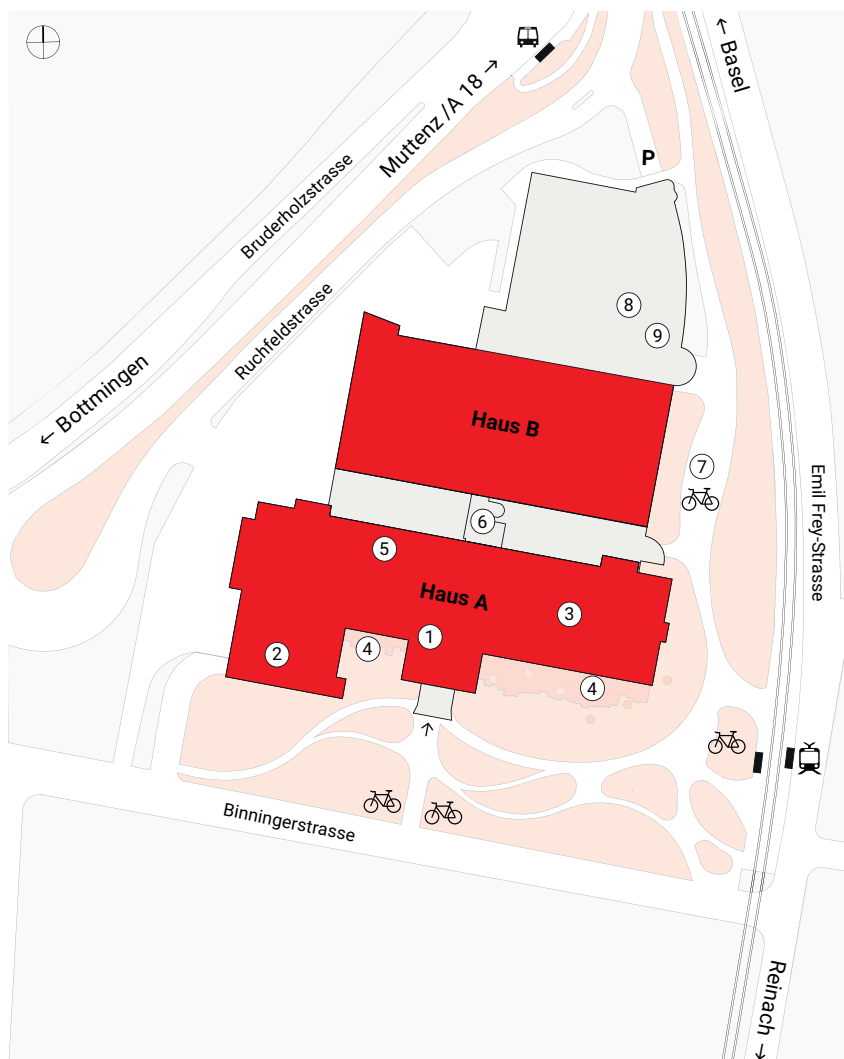 ← Basel
Muttenz /A 18 →
P
Bruderholzstrasse
Ruchfeldstrasse
8
9
← Bottmingen
Haus B
7
Emil Frey-Strasse
6
5
Haus A
3
1
2
4
4
Binningerstrasse
Reinach →